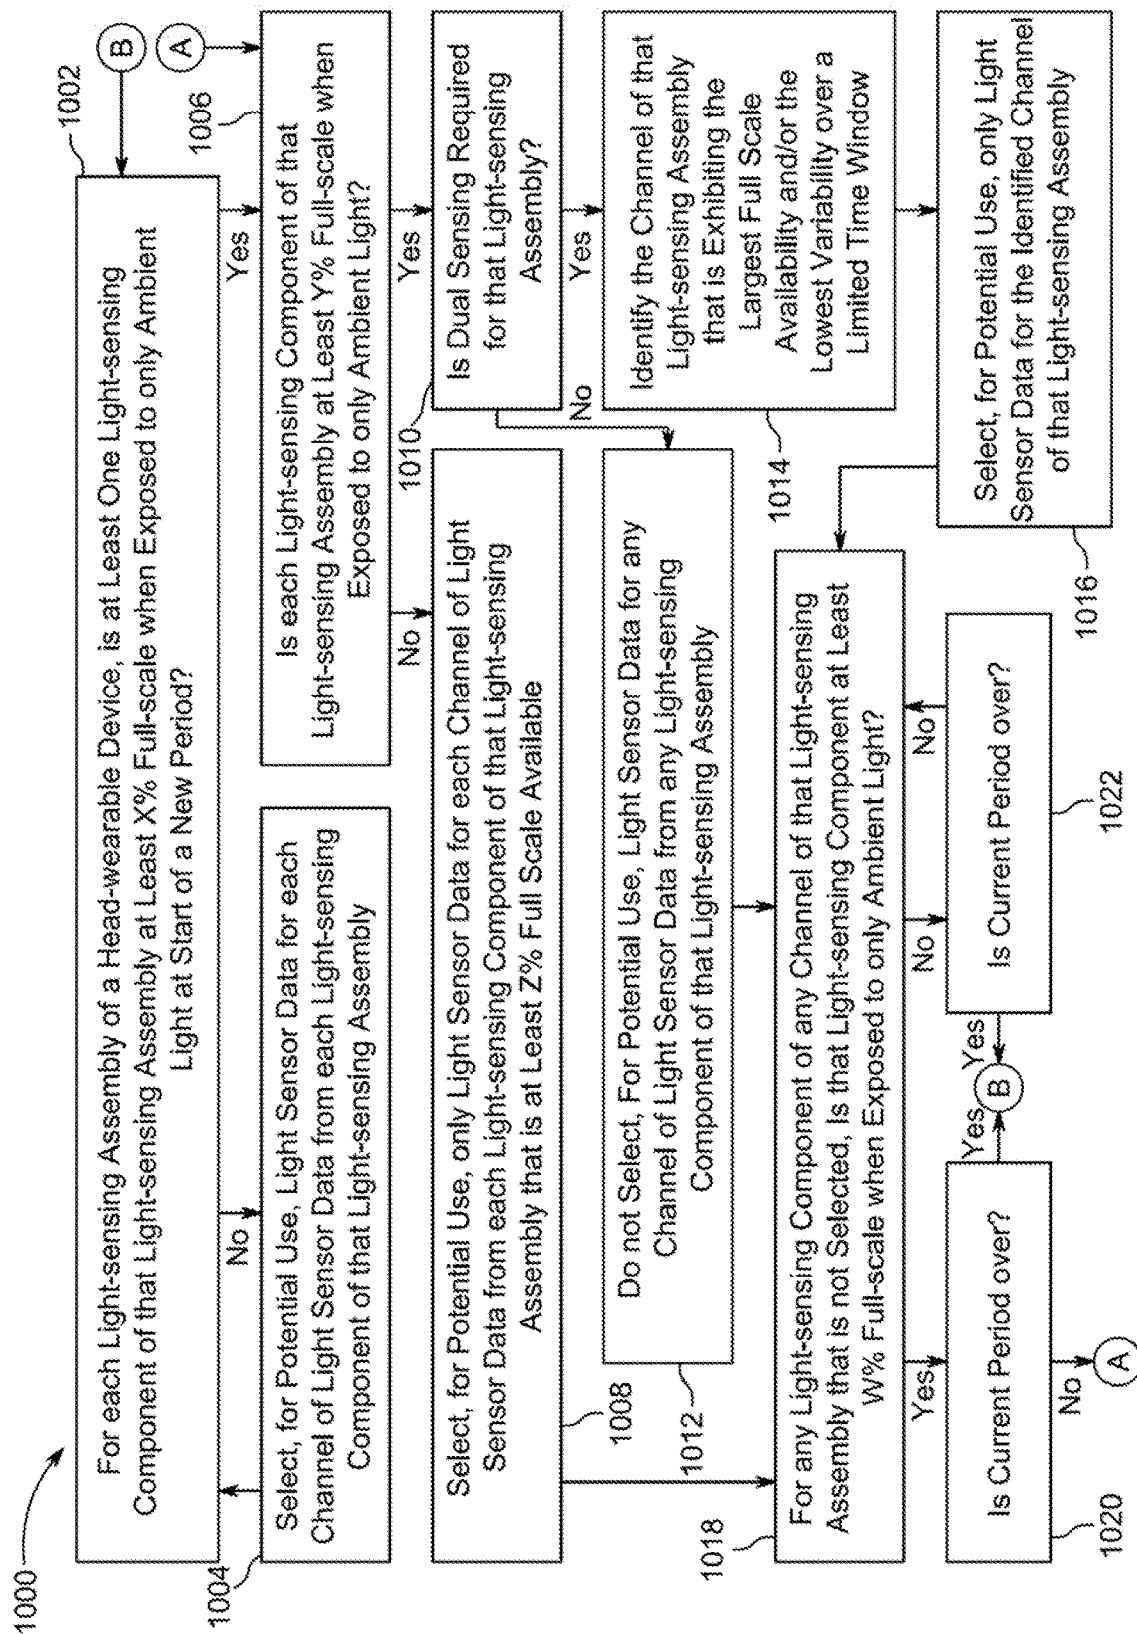 1000
1002
B
A
For each Light-sensing Assembly of a Head-wearable Device, is at Least One Light-sensing
Component of that Light-sensing Assembly at Least X% Full-scale when Exposed to only Ambient
Light at Start of a New Period?
No
Yes
1004
1006
Select, for Potential Use, Light Sensor Data for each
Channel of Light Sensor Data from each Light-sensing
Component of that Light-sensing Assembly
Is each Light-sensing Component of that
Light-sensing Assembly at Least Y% Full-scale when
Exposed to only Ambient Light?
No
Yes
1008
1010
Select, for Potential Use, only Light Sensor Data for each Channel of Light
Sensor Data from each Light-sensing Component of that Light-sensing
Assembly that is at Least Z% Full Scale Available
Is Dual Sensing Required
for that Light-sensing
Assembly?
No
Yes
1012
Do not Select, For Potential Use, Light Sensor Data for any
Channel of Light Sensor Data from any Light-sensing
Component of that Light-sensing Assembly
1014
Identify the Channel of that
Light-sensing Assembly
that is Exhibiting the
Largest Full Scale
Availability and/or the
Lowest Variability over a
Limited Time Window
1018
For any Light-sensing Component of any Channel of that Light-sensing
Assembly that is not Selected, Is that Light-sensing Component at Least
W% Full-scale when Exposed to only Ambient Light?
1016
Select, for Potential Use, only Light
Sensor Data for the Identified Channel
of that Light-sensing Assembly
Yes
No
No
1020
Is Current Period over?
Yes
B
Yes
Is Current Period over?
1022
No
A